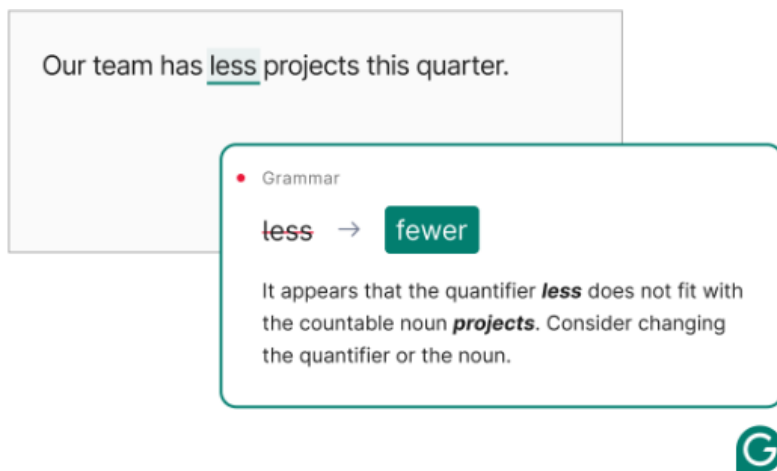 Our team has less projects this quarter.
Grammar
less → fewer
It appears that the quantifier less does not fit with
the countable noun projects. Consider changing
the quantifier or the noun.
G